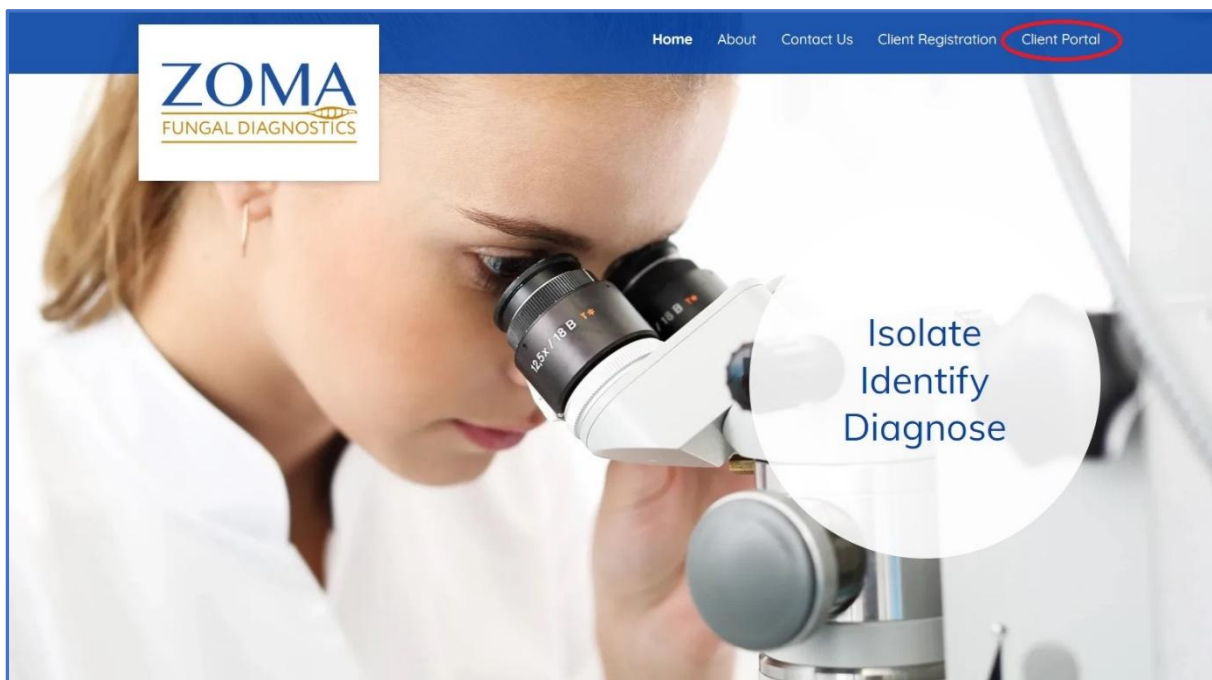 Home About Contact Us Client Registration Client Portal
ZOMA
FUNGAL DIAGNOSTICS
12,5x / 18 B T
/ 18 B T
Isolate
Identify
Diagnose